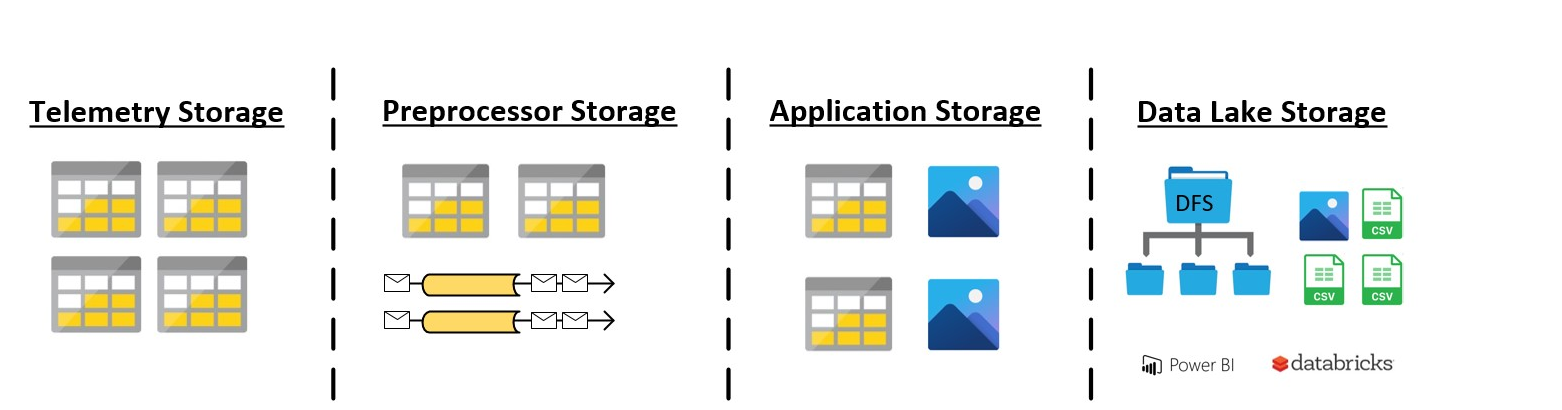 Telemetry Storage
Preprocessor Storage
Application Storage
Data Lake Storage
DFS
CSV
CSV
CSV
Power BI
databricks